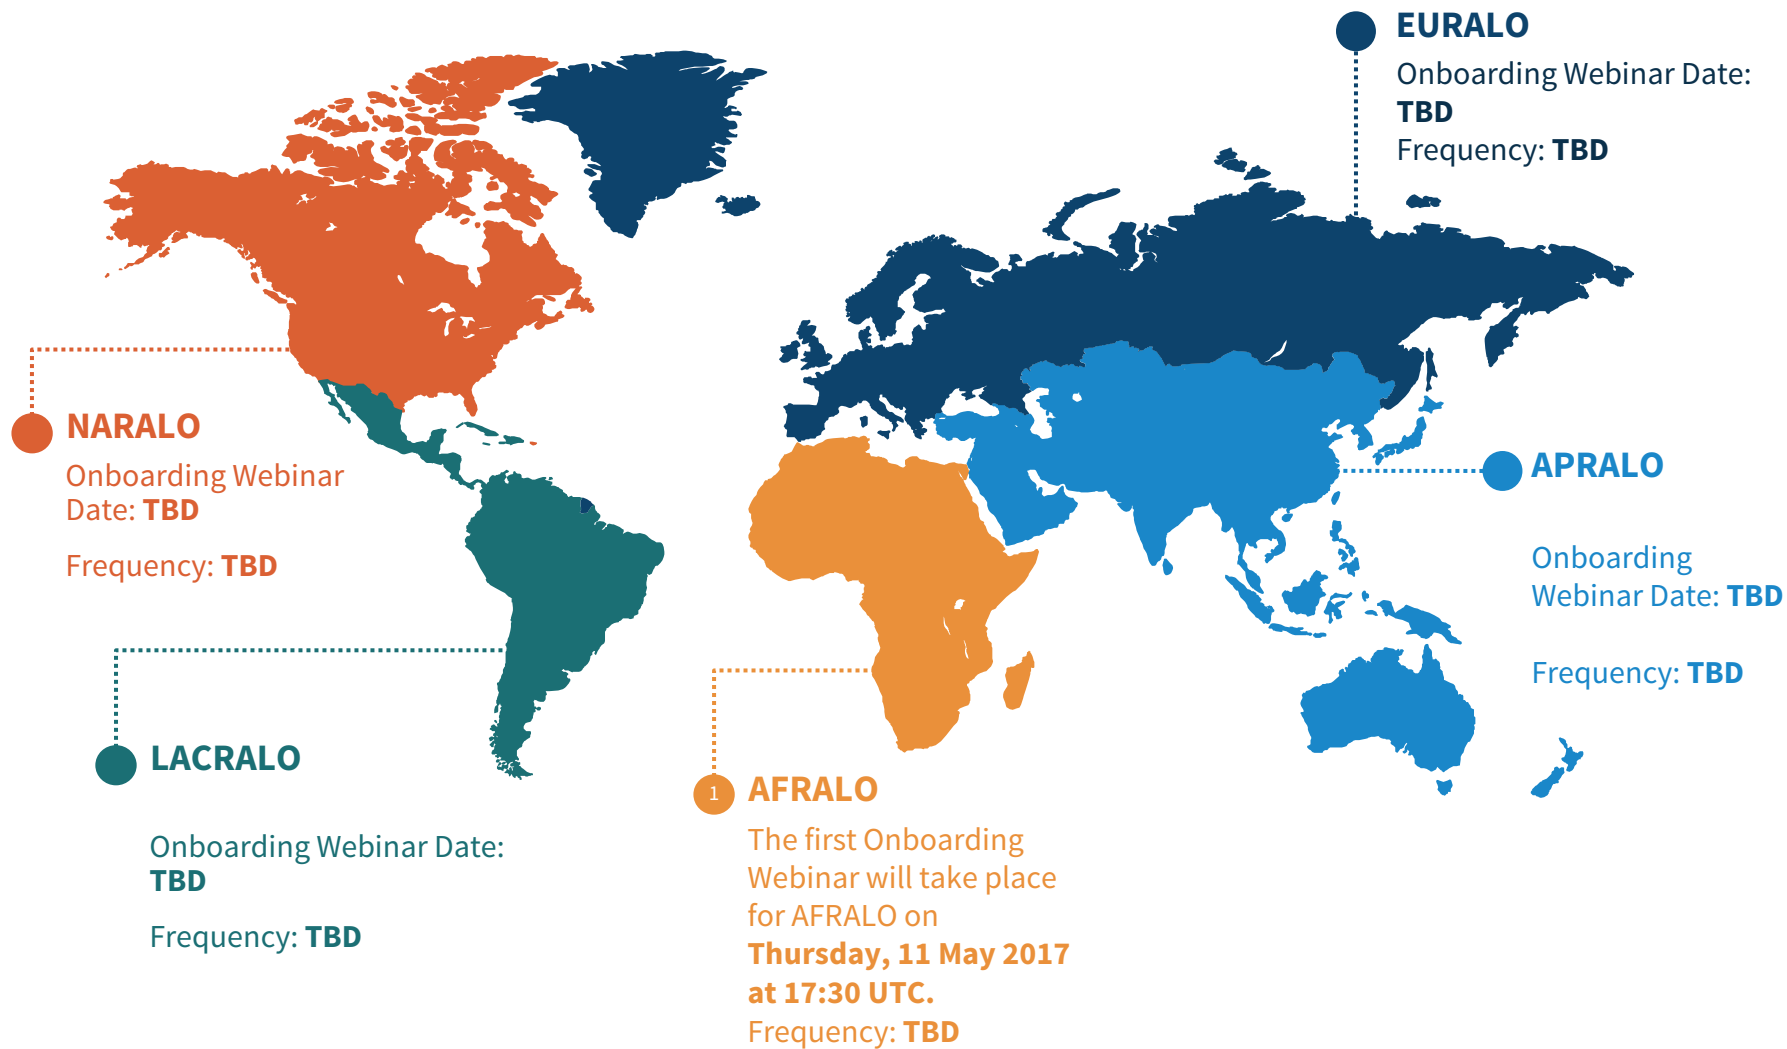 EURALO
Onboarding Webinar Date:
TBD
Frequency: TBD
NARALO
Onboarding Webinar
Date: TBD
Frequency: TBD
APRALO
Onboarding
Webinar Date: TBD
Frequency: TBD
LACRALO
Onboarding Webinar Date:
TBD
Frequency: TBD
1 AFRALO
The first Onboarding
Webinar will take place
for AFRALO on
Thursday, 11 May 2017
at 17:30 UTC.
Frequency: TBD